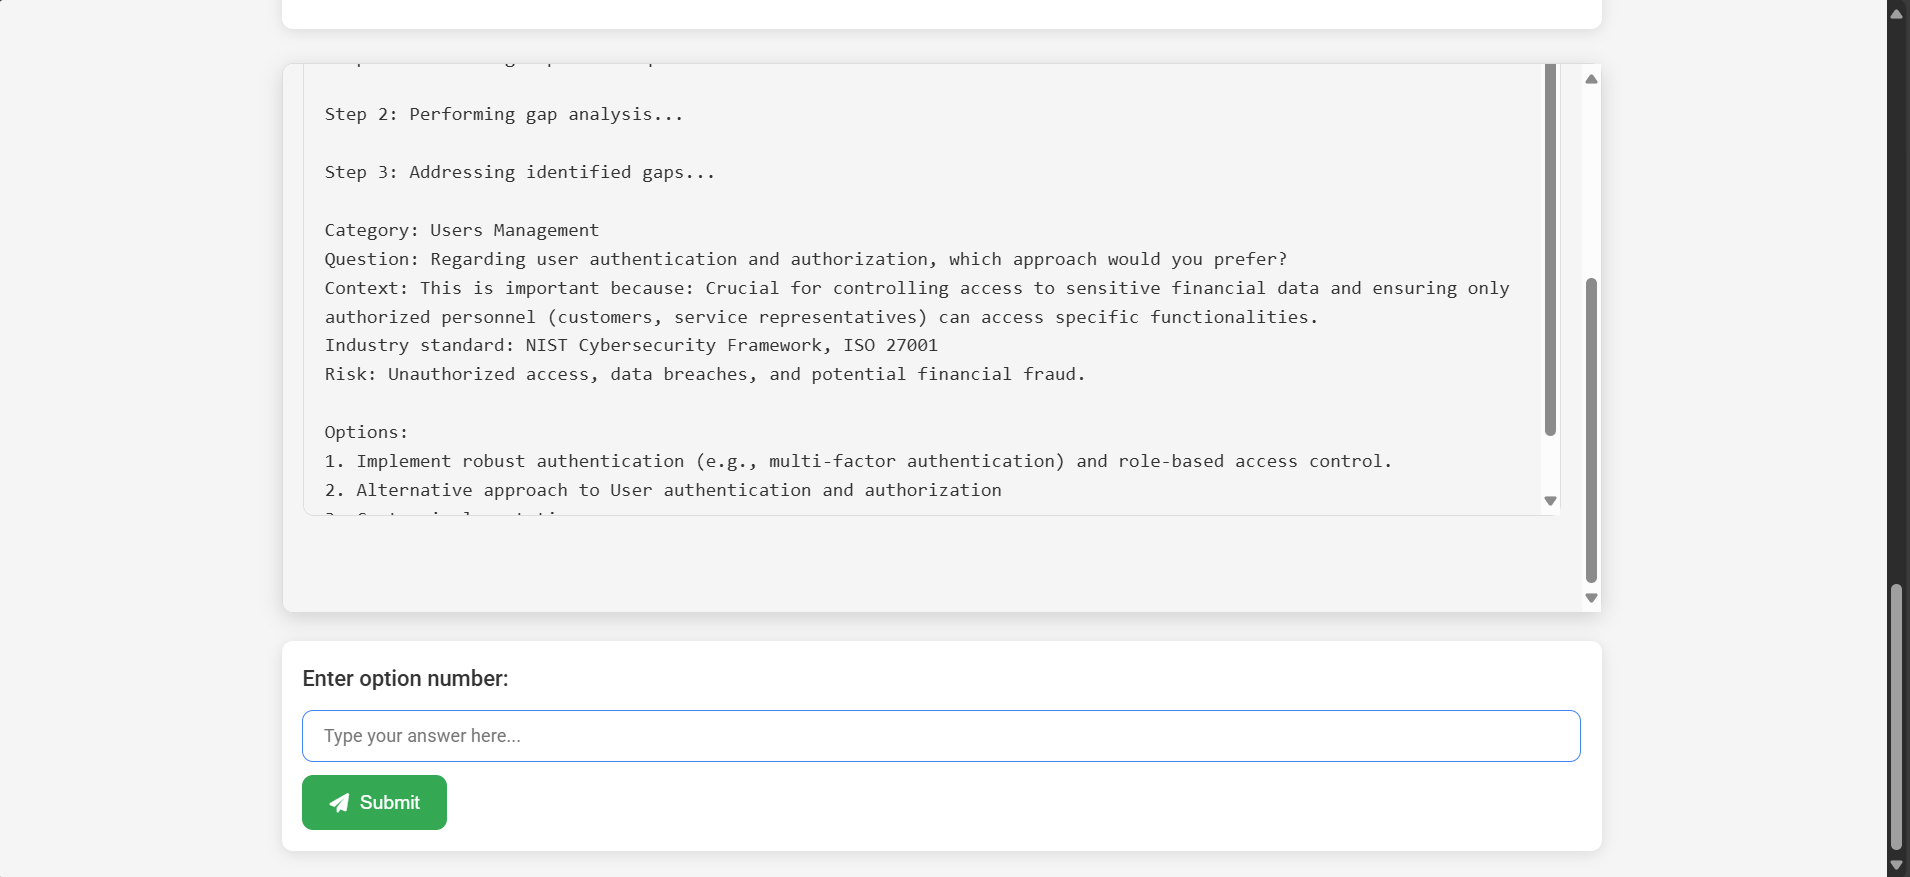 Step 2: Performing gap analysis...
Step 3: Addressing identified gaps...
Category: Users Management
Question: Regarding user authentication and authorization, which approach would you prefer?
Context: This is important because: Crucial for controlling access to sensitive financial data and ensuring only
authorized personnel (customers, service representatives) can access specific functionalities.
Industry standard: NIST Cybersecurity Framework, ISO 27001
Risk: Unauthorized access, data breaches, and potential financial fraud.
Options:
1. Implement robust authentication (e.g., multi-factor authentication) and role-based access control.
2. Alternative approach to User authentication and authorization
Enter option number:
Type your answer here...
Submit